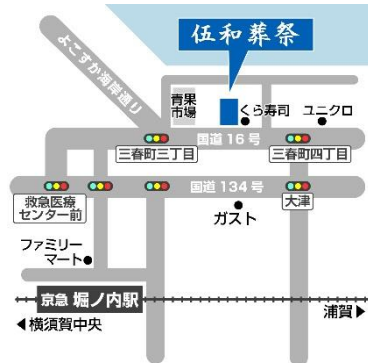 伍和葬祭
よこすか海岸通り
青果
市場
くら寿司
ユニクロ
国道16号
三春町三丁目
三春町四丁目
国道134号
救急医療
センター前
ガスト
大津
ファミリー
マート
京急 堀ノ内駅
浦賀▶
◀横須賀中央